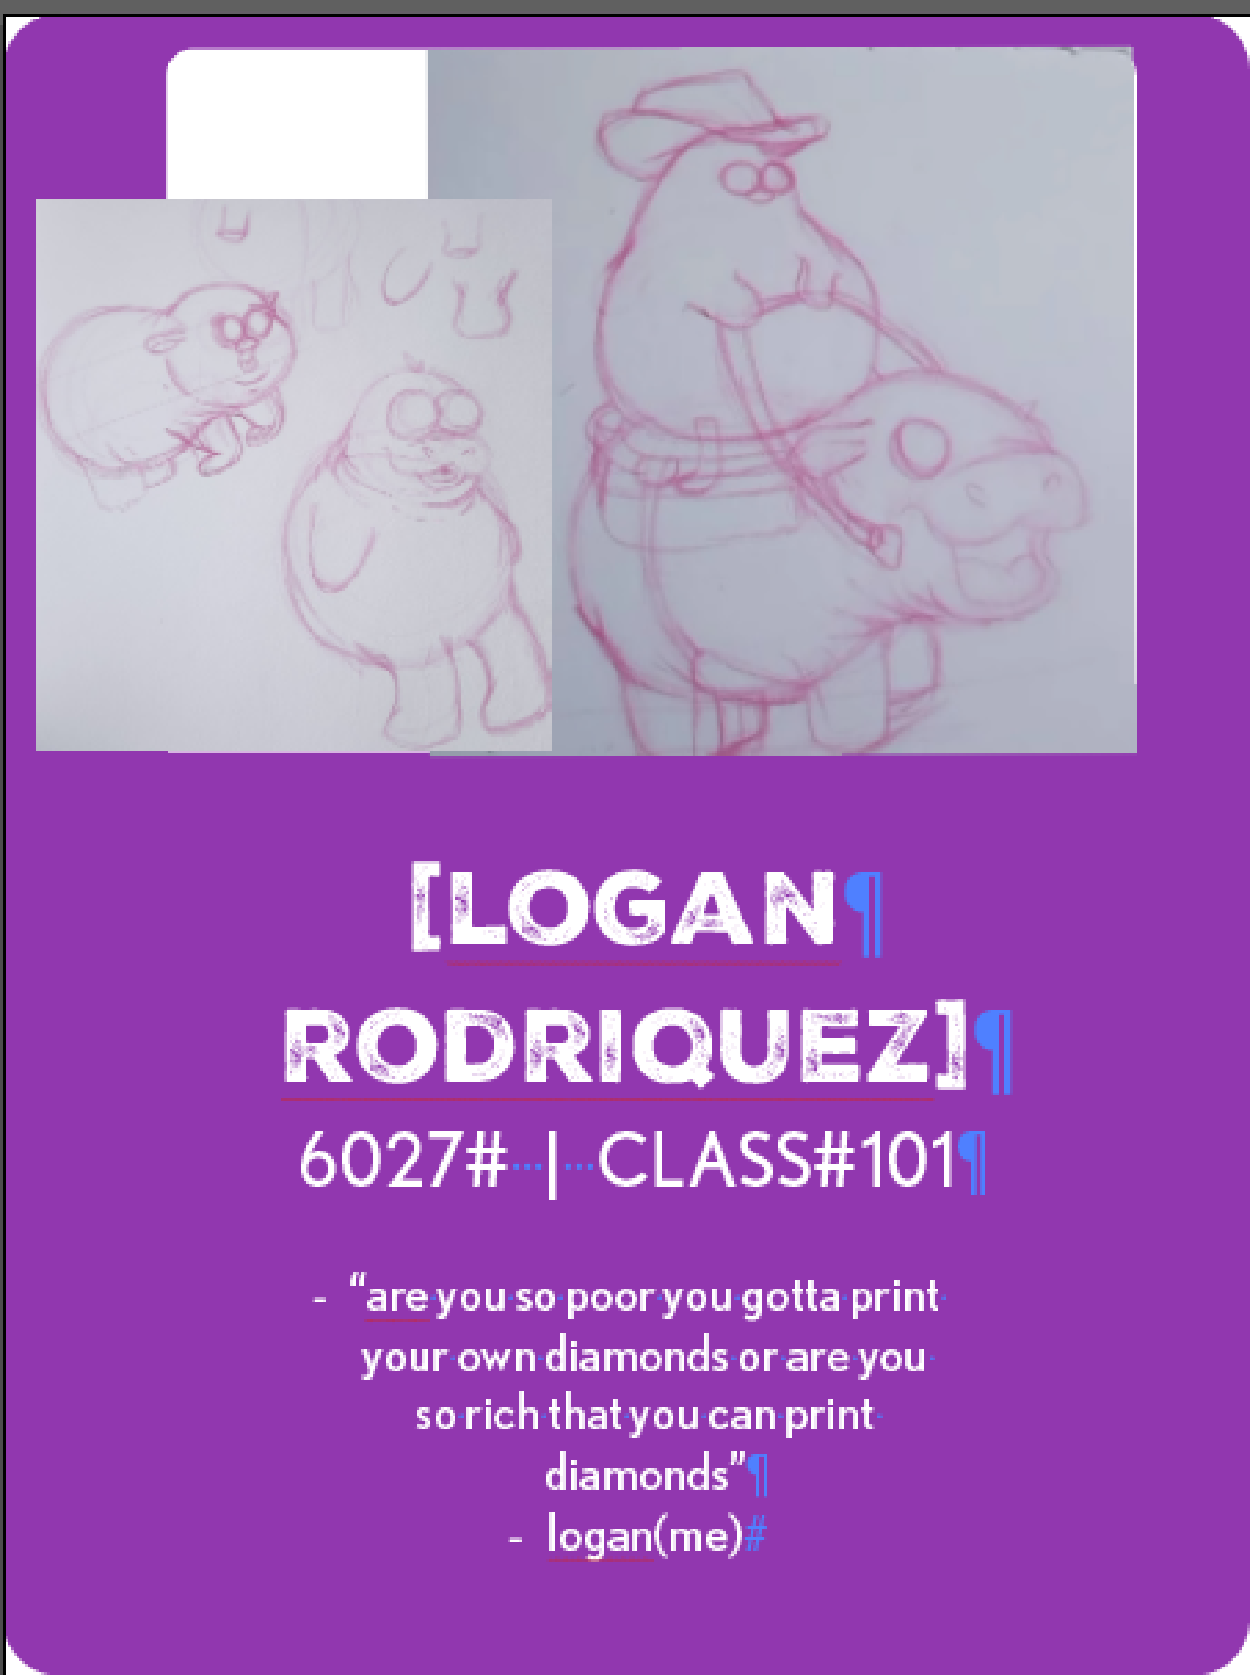 [LOGAN
RODRIQUEZ]
6027# | CLASS#101
- “are you so poor you gotta print
your own diamonds or are you
so rich that you can print
diamonds”
- logan(me)